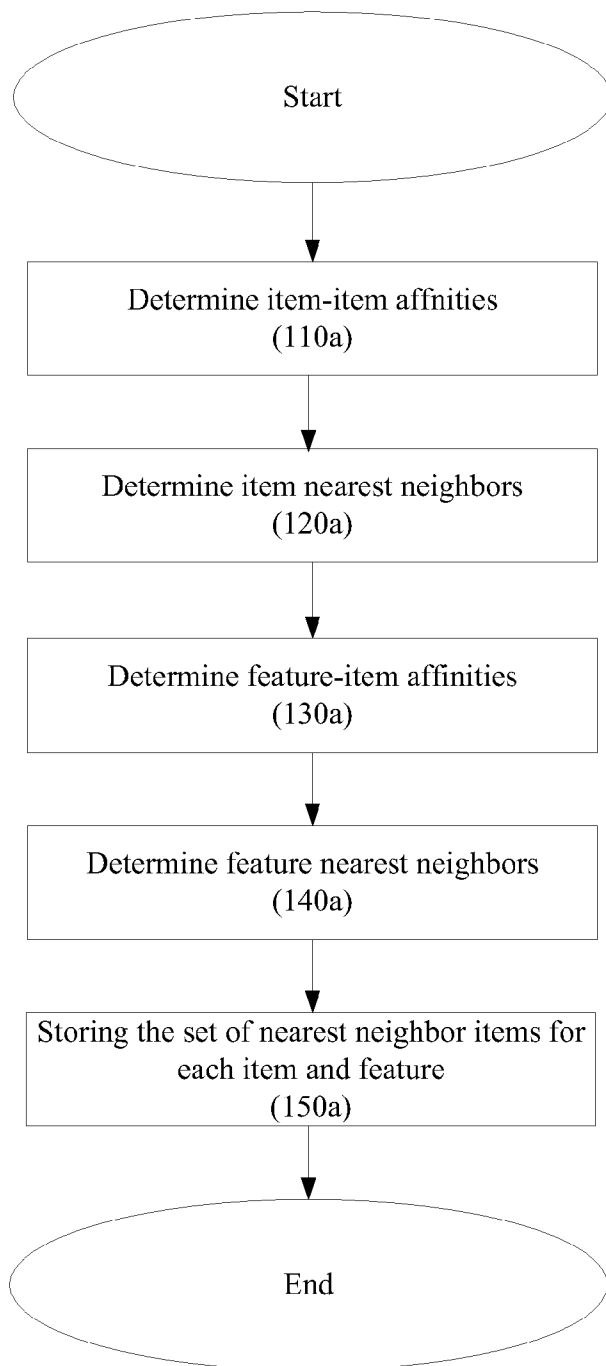 Start
Determine item-item affnities
(110a)
Determine item nearest neighbors
(120a)
Determine feature-item affinities
(130a)
Determine feature nearest neighbors
(140a)
Storing the set of nearest neighbor items for
each item and feature
(150a)
End